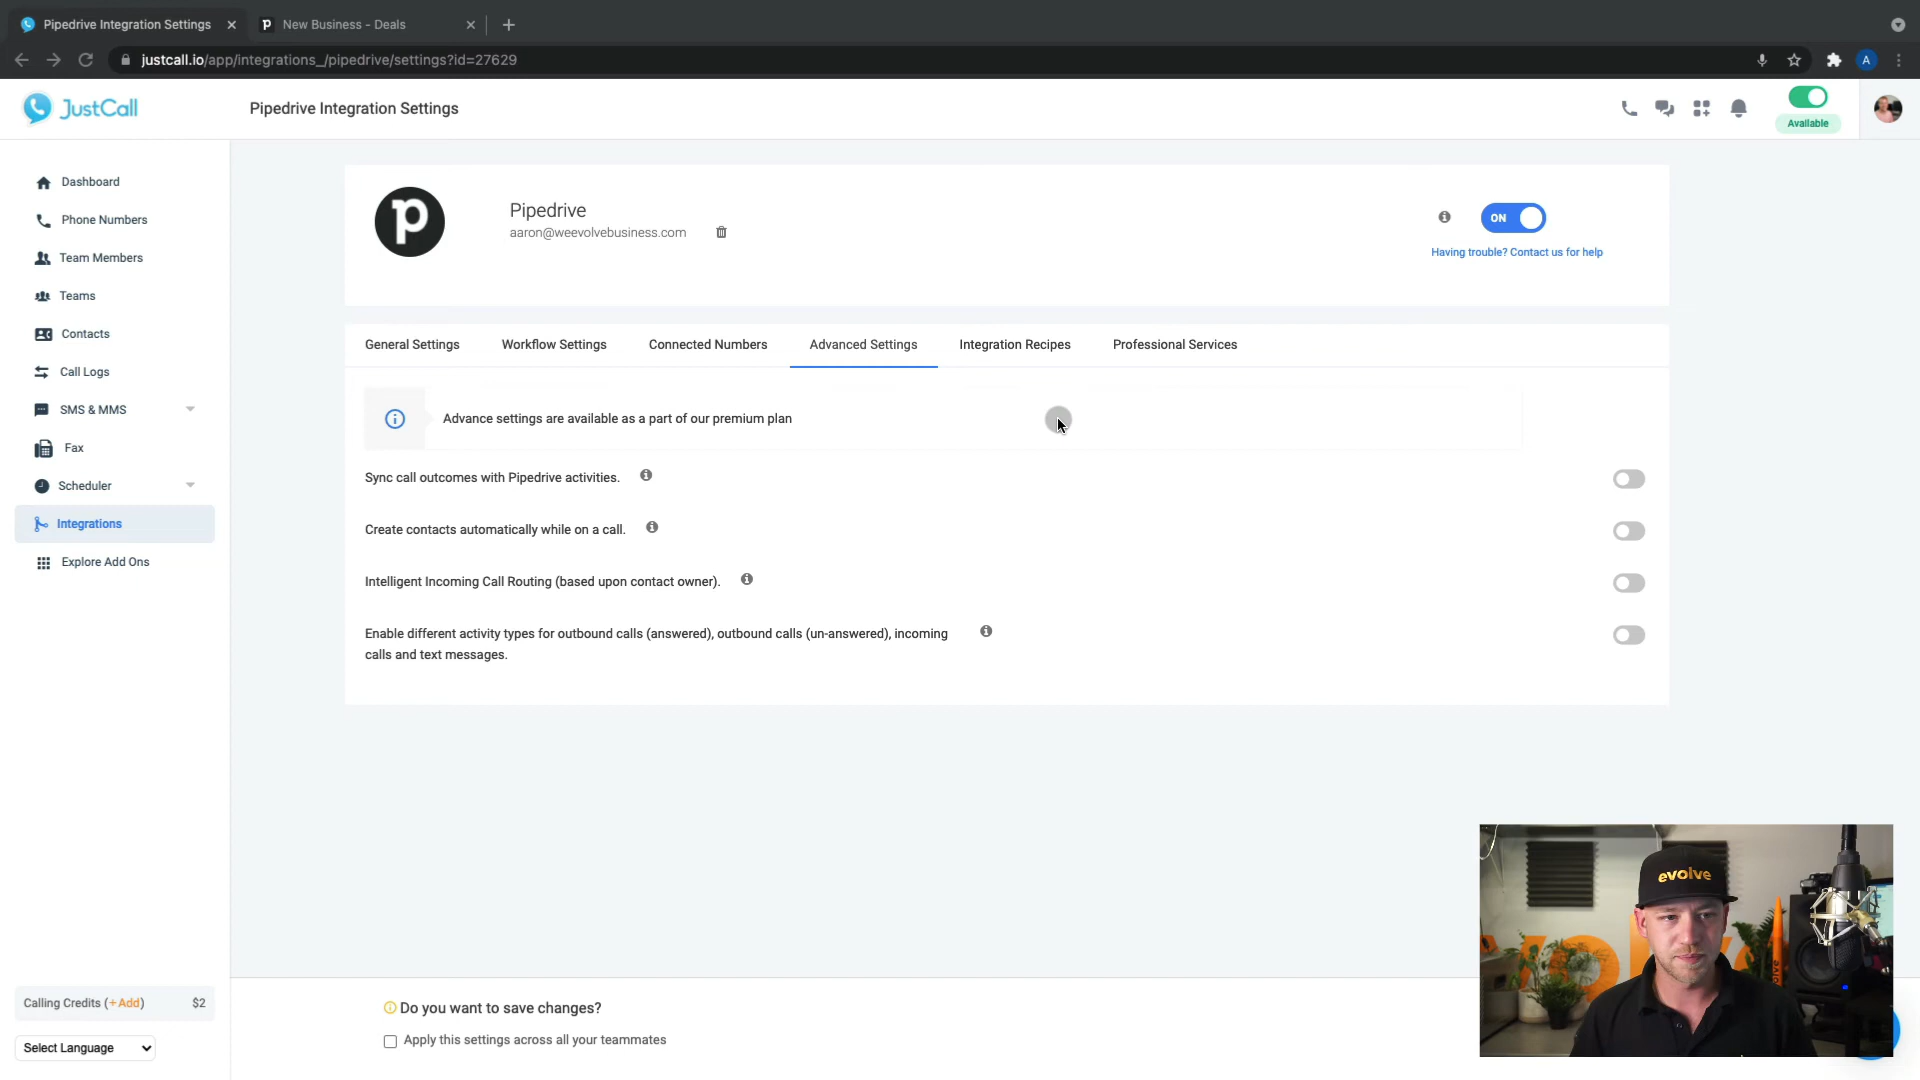 Pipedrive Integration Settings
New Business - Deals
justcall.io/app/integrations_/pipedrive/settings?id=27629
A
JustCall
Pipedrive Integration Settings
Available
Dashboard
Phone Numbers
Team Members
Teams
Contacts
Call Logs
SMS & MMS
Fax
Scheduler
Integrations
Explore Add Ons
Calling Credits (+Add) $2
Select Language
p
Pipedrive
aaron@weevolvebusiness.com
ON
Having trouble? Contact us for help
General Settings
Workflow Settings
Connected Numbers
Advanced Settings
Integration Recipes
Professional Services
Advance settings are available as a part of our premium plan
Sync call outcomes with Pipedrive activities.
Create contacts automatically while on a call.
Intelligent Incoming Call Routing (based upon contact owner).
Enable different activity types for outbound calls (answered), outbound calls (un-answered), incoming
calls and text messages.
Do you want to save changes?
Apply this settings across all your teammates
evolve